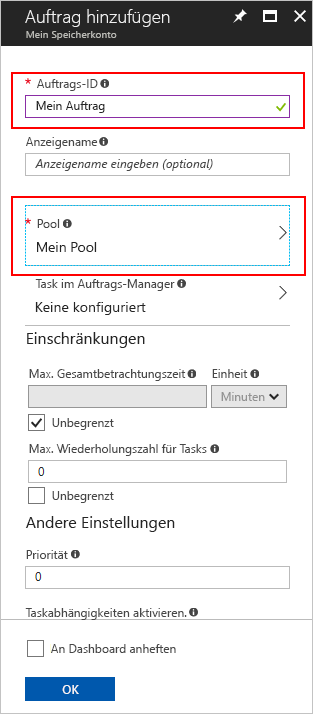 Auftrag hinzufügen
Mein Speicherkonto
* Auftrags-ID
Mein Auftrag
Anzeigename
Anzeigename eingeben (optional)
* Pool
Mein Pool
Task im Auftrags-Manager
Keine konfiguriert
Einschränkungen
Max. Gesamtbetrachtungszeit Einheit
Minuten
Unbegrenzt
Max. Wiederholungszahl für Tasks
0
Unbegrenzt
Andere Einstellungen
Priorität
0
Taskabhängigkeiten aktivieren.
An Dashboard anheften
OK